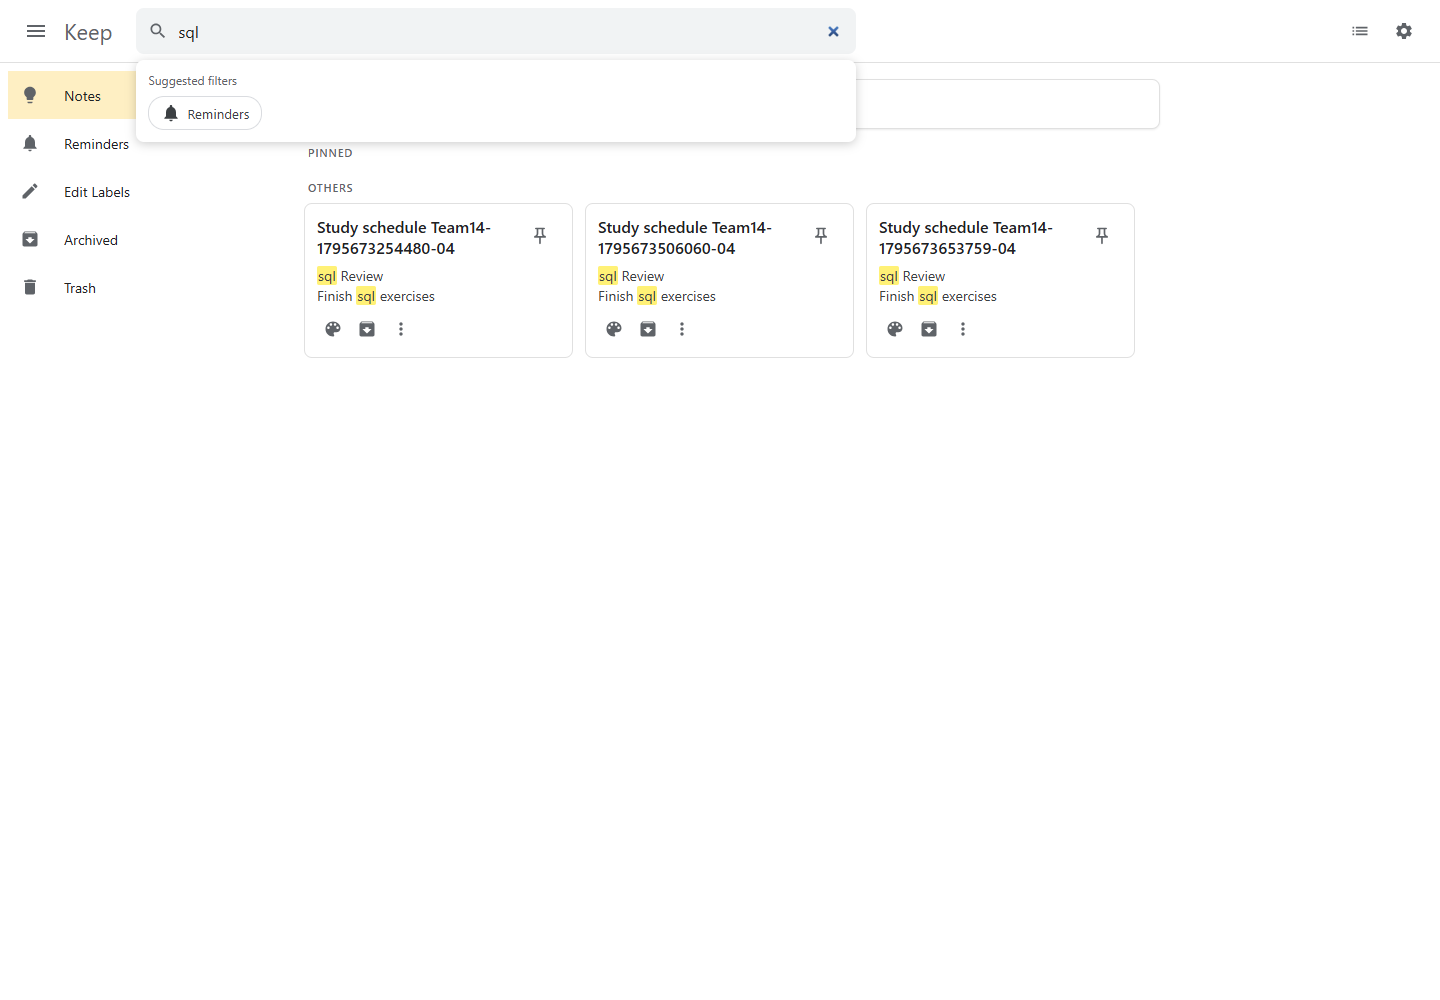 Keep
sql
Suggested filters
Reminders
Notes
Reminders
Edit Labels
Archived
Trash
PINNED
OTHERS
Study schedule Team14-
1795673254480-04
sql Review
Finish sql exercises
Study schedule Team14-
1795673506060-04
sql Review
Finish sql exercises
Study schedule Team14-
1795673653759-04
sql Review
Finish sql exercises